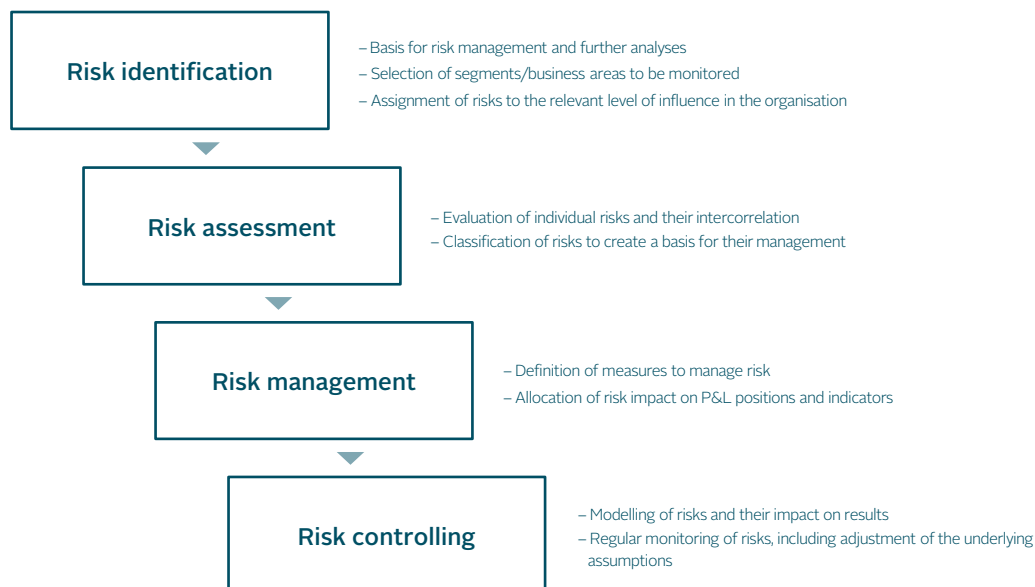 Risk identification
– Basis for risk management and further analyses
– Selection of segments/business areas to be monitored
– Assignment of risks to the relevant level of influence in the organisation
Risk assessment
– Evaluation of individual risks and their intercorrelation
– Classification of risks to create a basis for their management
Risk management
– Definition of measures to manage risk
– Allocation of risk impact on P&L positions and indicators
Risk controlling
– Modelling of risks and their impact on results
– Regular monitoring of risks, including adjustment of the underlying
assumptions